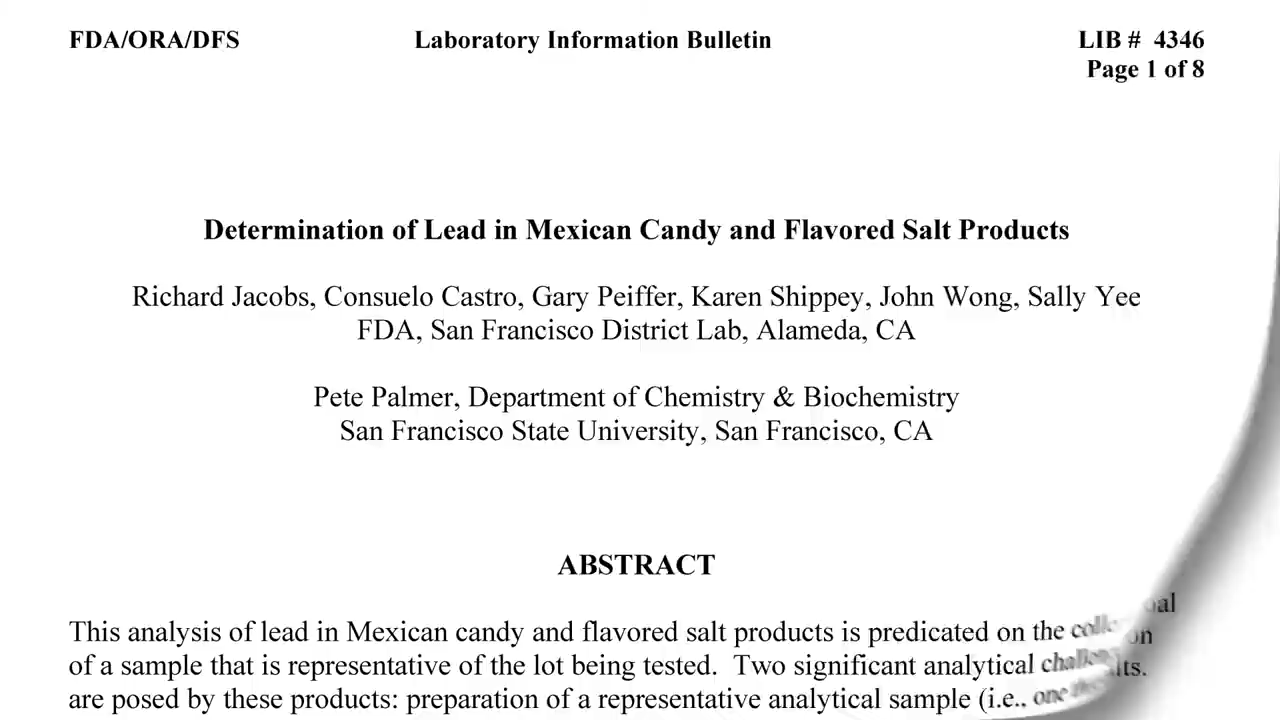 FDA/ORA/DFS Laboratory Information Bulletin LIB # 4346
Page 1 of 8
Determination of Lead in Mexican Candy and Flavored Salt Products
Richard Jacobs, Consuelo Castro, Gary Peiffer, Karen Shippey, John Wong, Sally Yee
FDA, San Francisco District Lab, Alameda, CA
Pete Palmer, Department of Chemistry & Biochemistry
San Francisco State University, San Francisco, CA
ABSTRACT
This analysis of lead in Mexican candy and flavored salt products is predicated on the
of a sample that is representative of the lot being tested. Two significant analytical
are posed by these products: preparation of a representative analytical sample (i.e., one